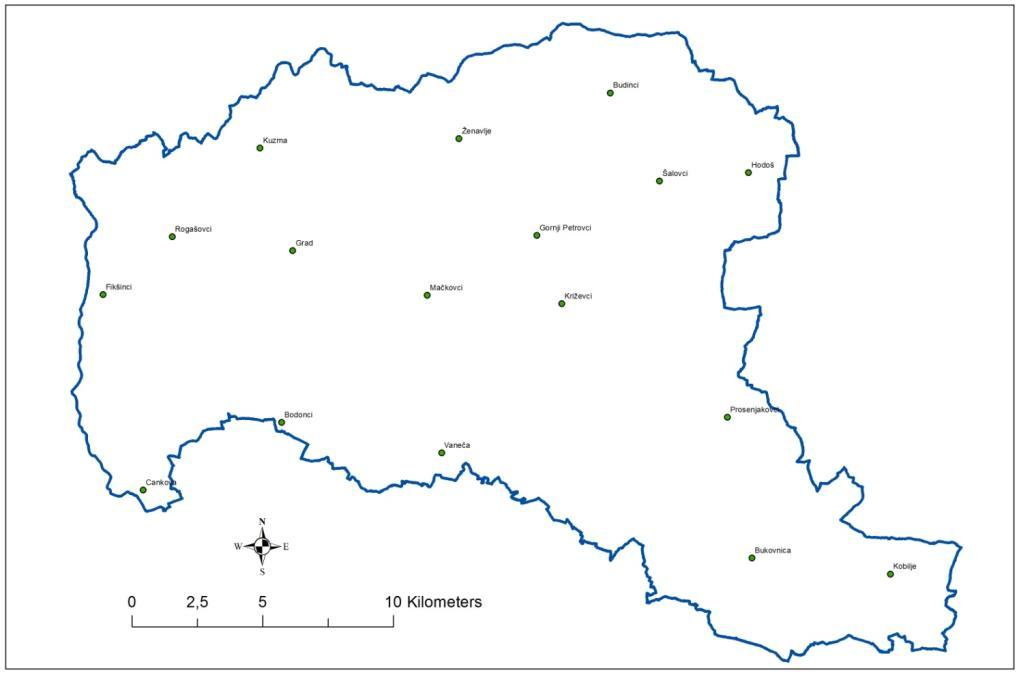 Budinci
Ženavlje
Kuzma
Hodoš
Šalovci
Rogašovci
Gornji Petrovci
Grad
Fikšinci
Mačkovci
Križevci
Prosenjakovci
Bodonci
Vaneča
Cankova
N
W E
S
Bukovnica
Kobilje
0 2,5 5 10 Kilometers